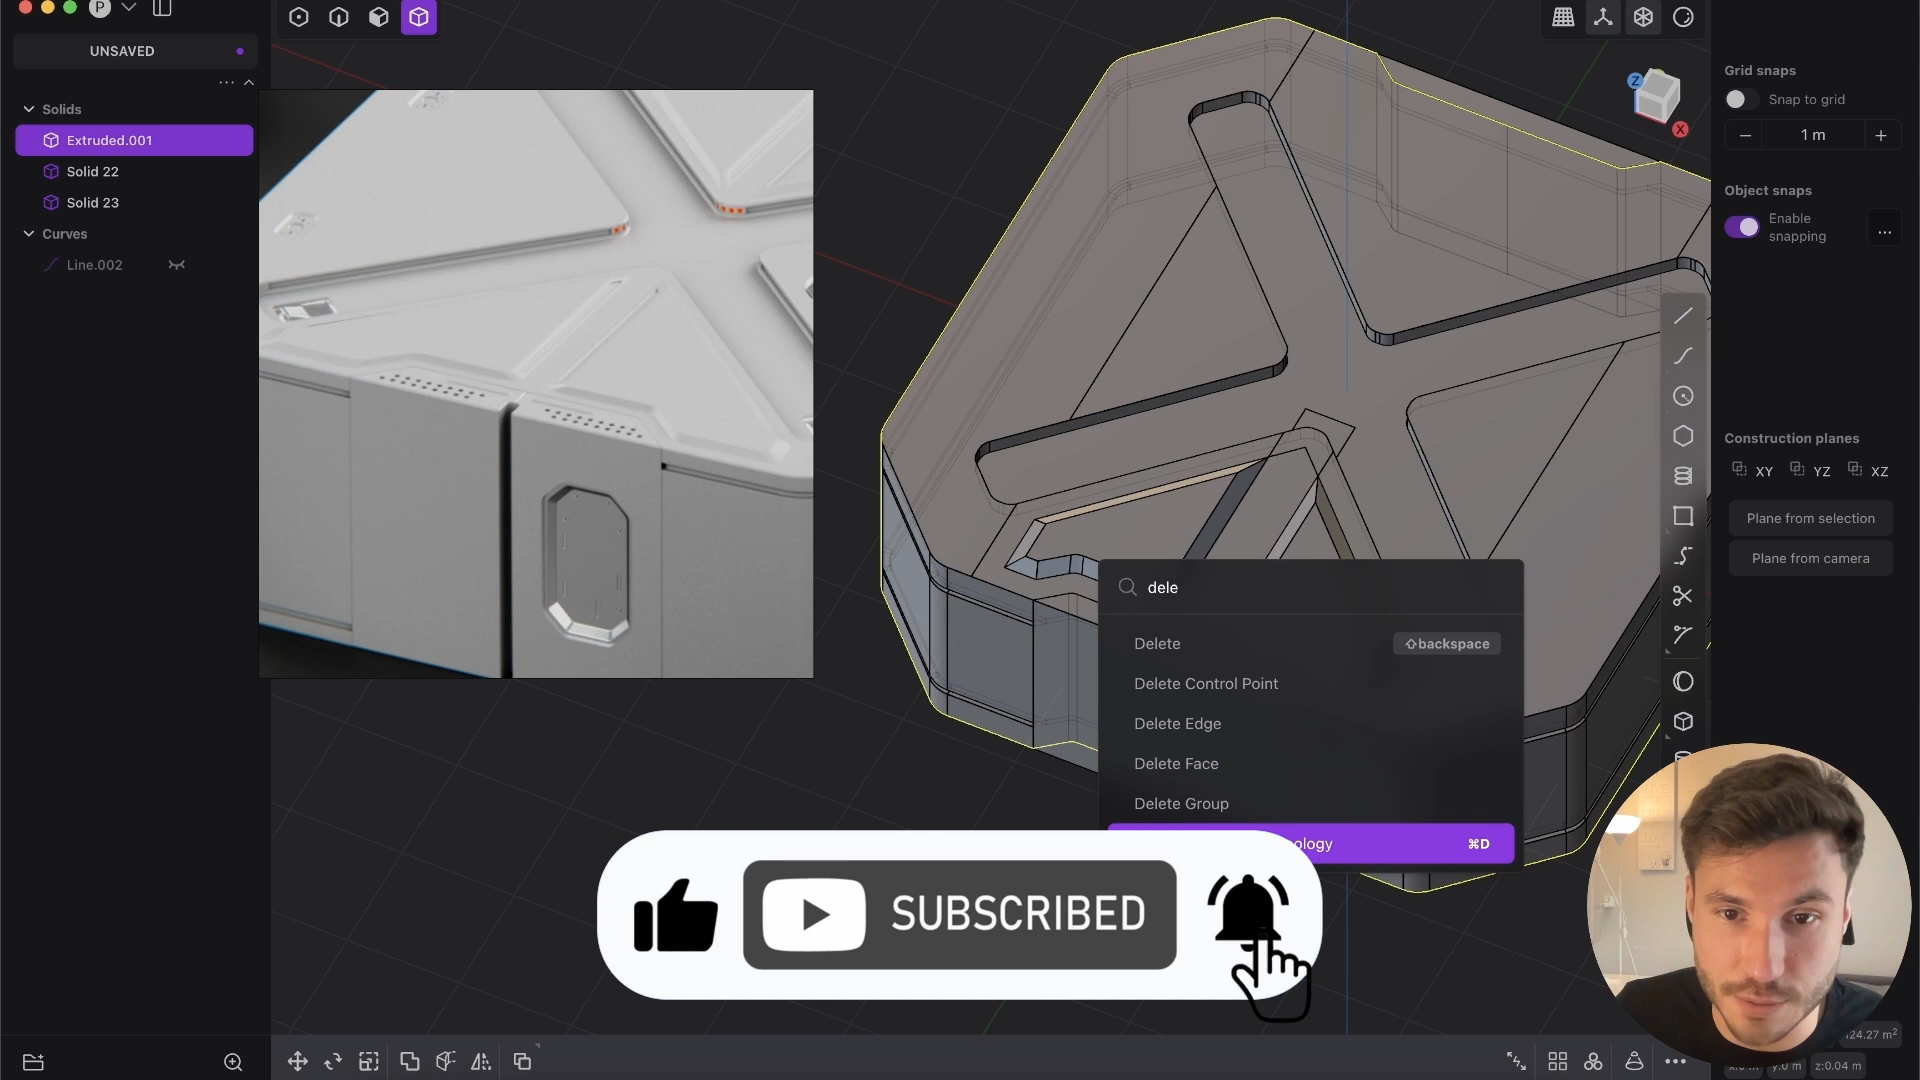 P
UNSAVED
Solids
Extruded.001
Solid 22
Solid 23
Curves
Line.002
Z
X
Grid snaps
Snap to grid
1 m
Object snaps
Enable
snapping
Construction planes
XY
YZ
XZ
Plane from selection
Plane from camera
dele
Delete
backspace
Delete Control Point
Delete Edge
Delete Face
Delete Group
ology
⌘D
SUBSCRIBED
124.27 m²
y:0 m
z:0.04 m